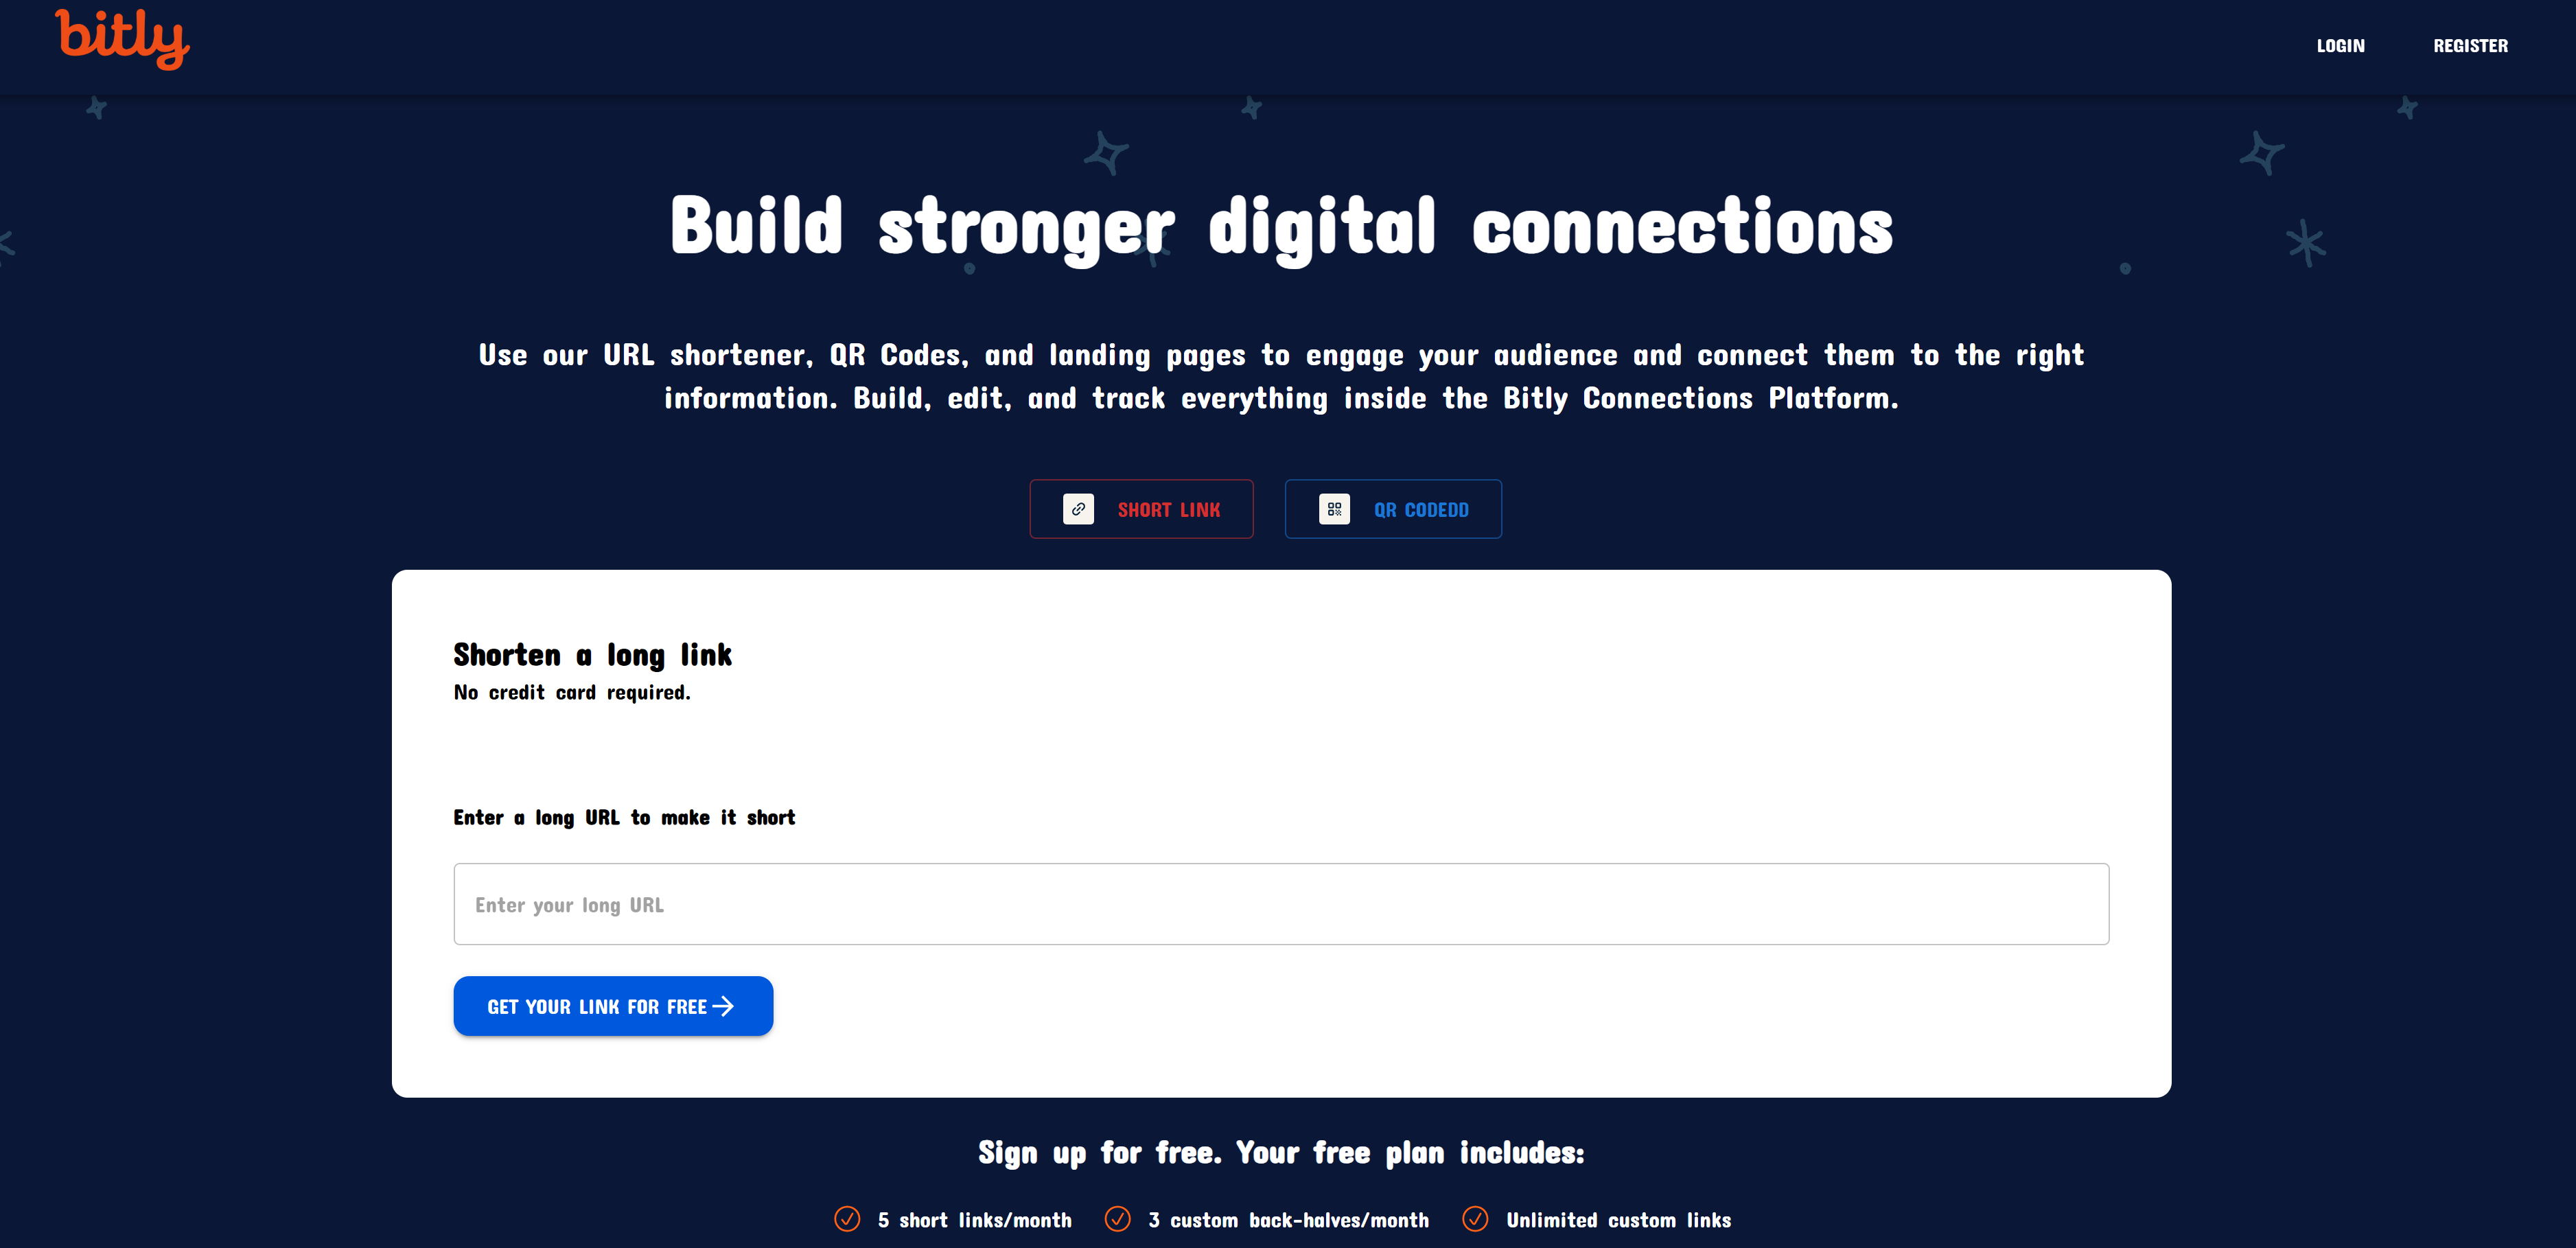 bitly
LOGIN REGISTER
Build stronger digital connections
Use our URL shortener, QR Codes, and landing pages to engage your audience and connect them to the right
information. Build, edit, and track everything inside the Bitly Connections Platform.
SHORT LINK QR CODEDD
Shorten a long link
No credit card required.
Enter a long URL to make it short
Enter your long URL
GET YOUR LINK FOR FREE
Sign up for free. Your free plan includes:
5 short links/month 3 custom back-halves/month Unlimited custom links